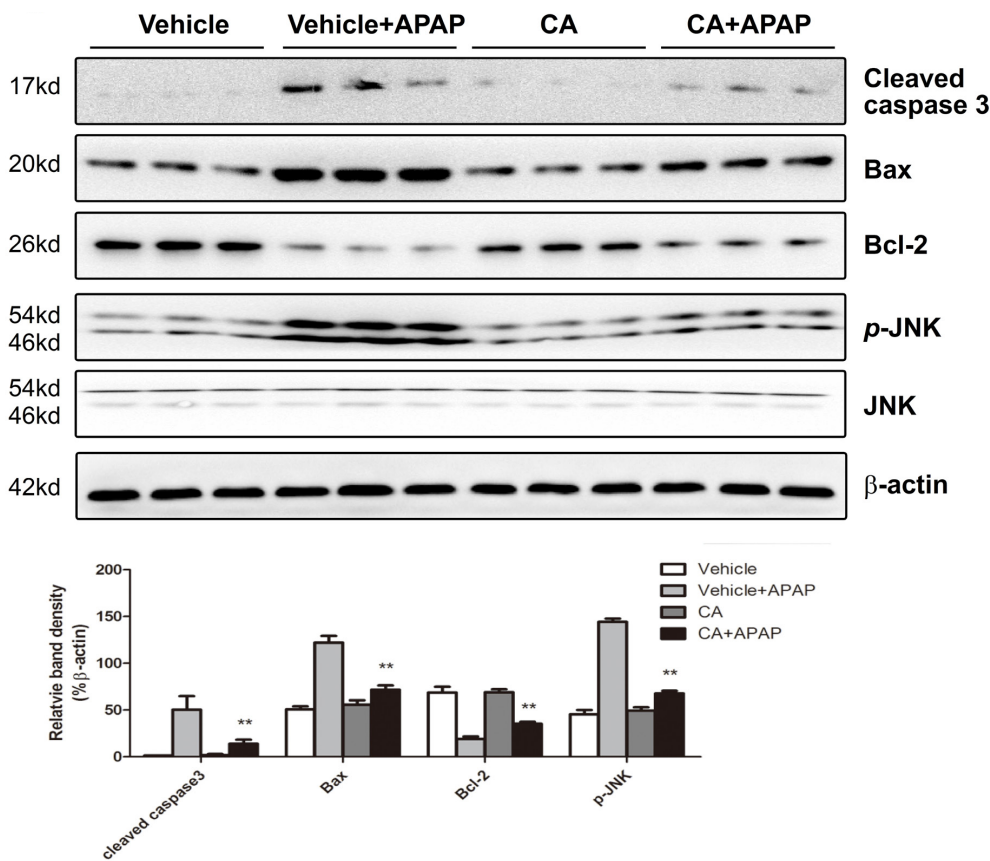 Vehicle Vehicle+APAP CA CA+APAP
17kd Cleaved
caspase 3
20kd Bax
26kd Bcl-2
54kd
46kd p-JNK
54kd
46kd JNK
42kd β-actin
Relatvie band density
(%β-actin)
200
150
100
50
0
Vehicle
Vehicle+APAP
CA
CA+APAP
** ** ** **
cleaved caspase3 Bax Bcl-2 p-JNK